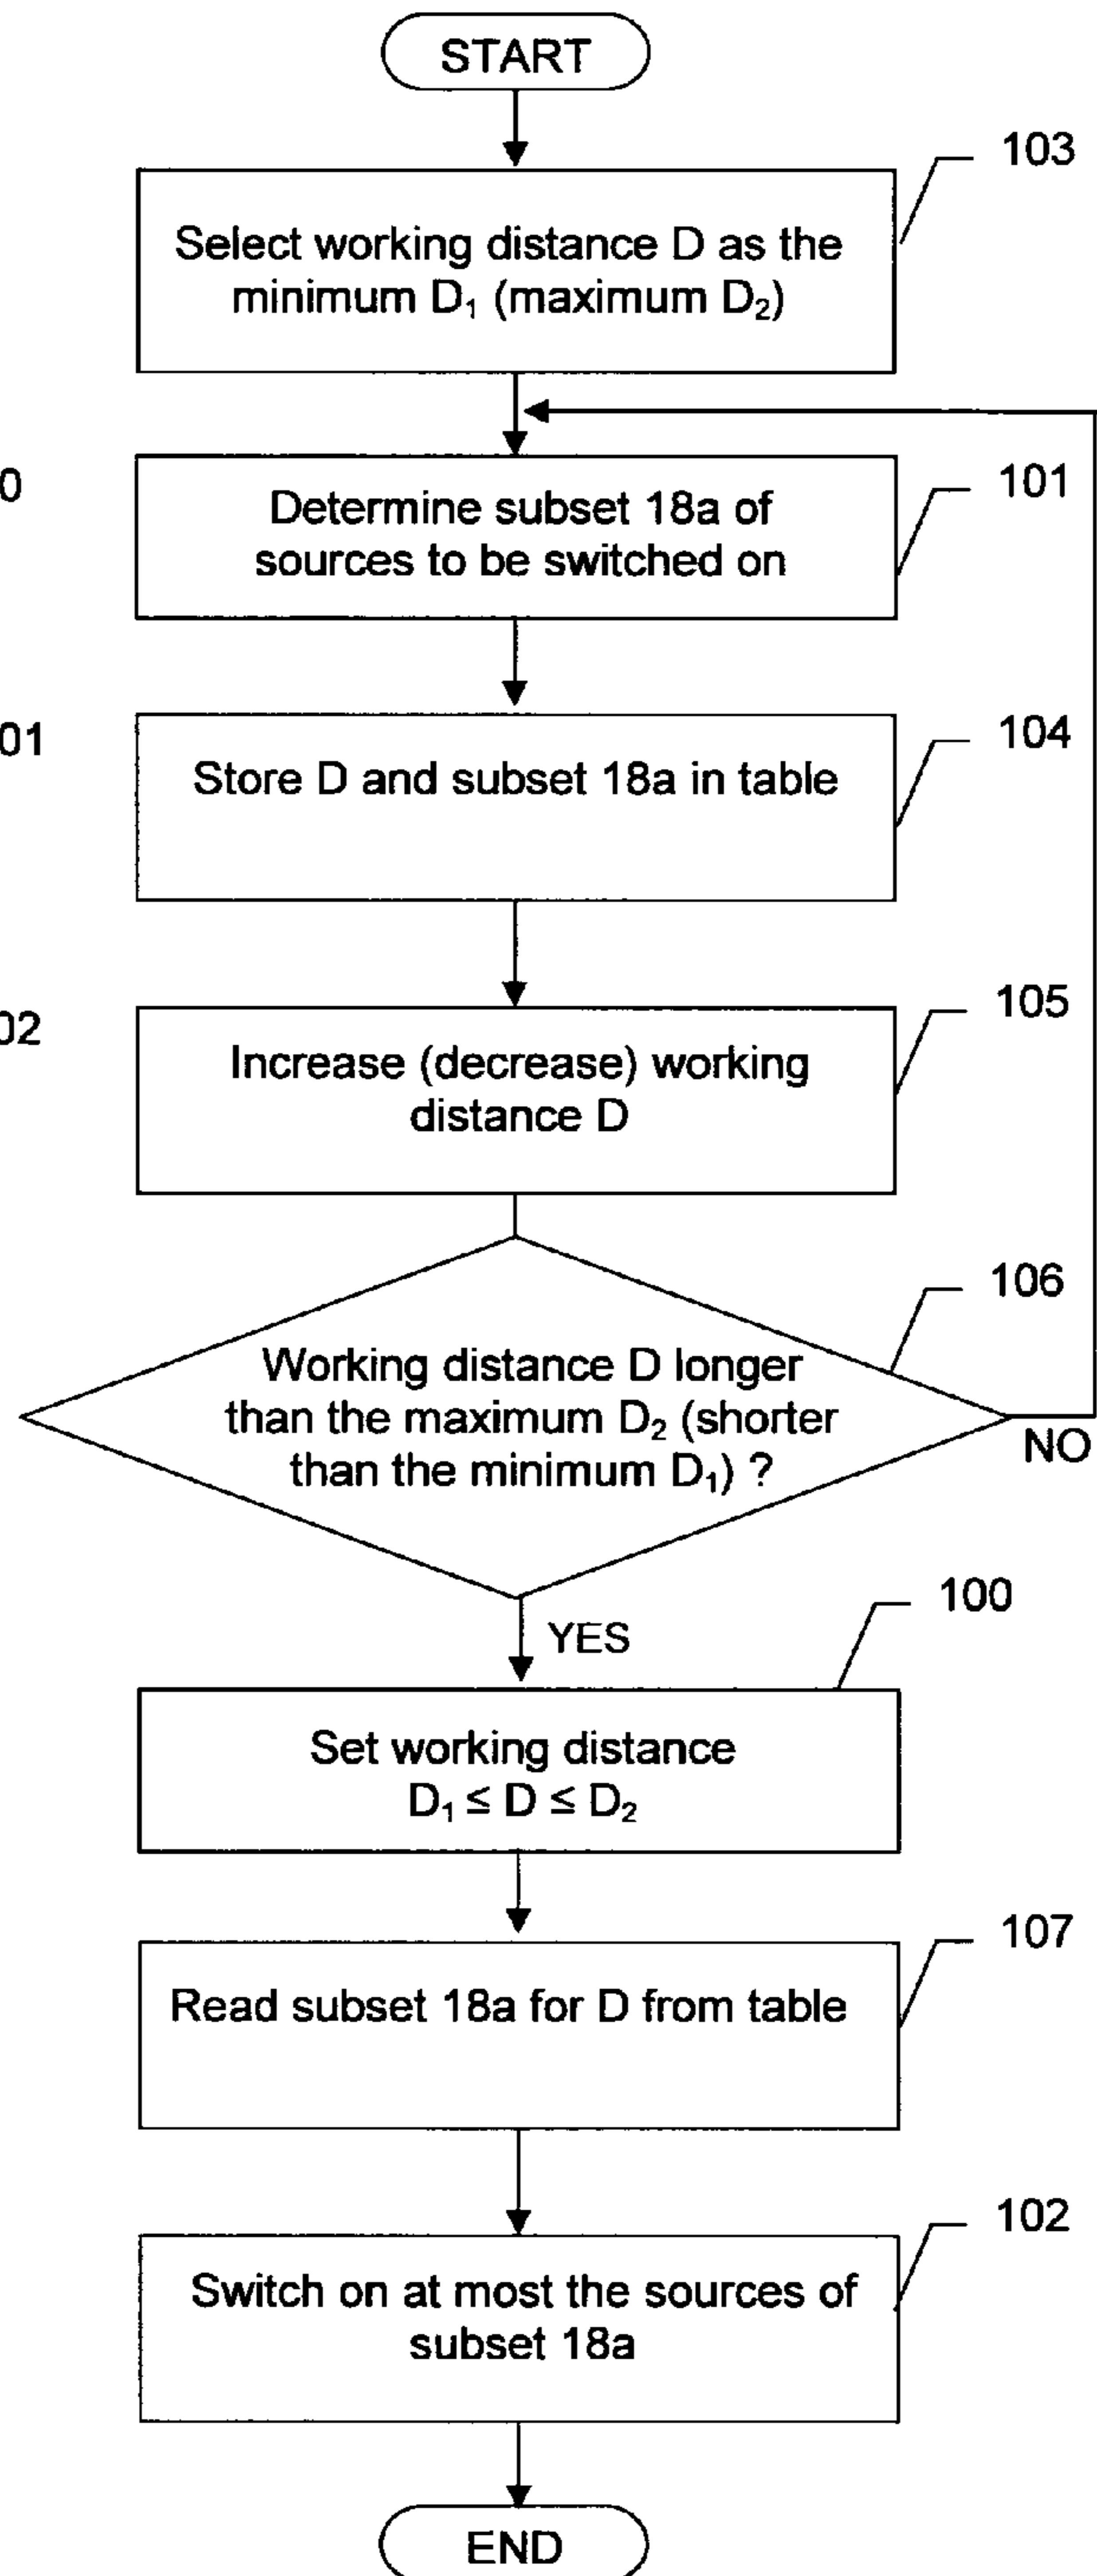 START
103
Select working distance D as the
minimum D₁ (maximum D₂)
0
101
Determine subset 18a of
sources to be switched on
01
104
Store D and subset 18a in table
02
105
Increase (decrease) working
distance D
106
Working distance D longer
than the maximum D₂ (shorter
than the minimum D₁) ?
NO
100
YES
Set working distance
D₁ ≤ D ≤ D₂
107
Read subset 18a for D from table
102
Switch on at most the sources of
subset 18a
END